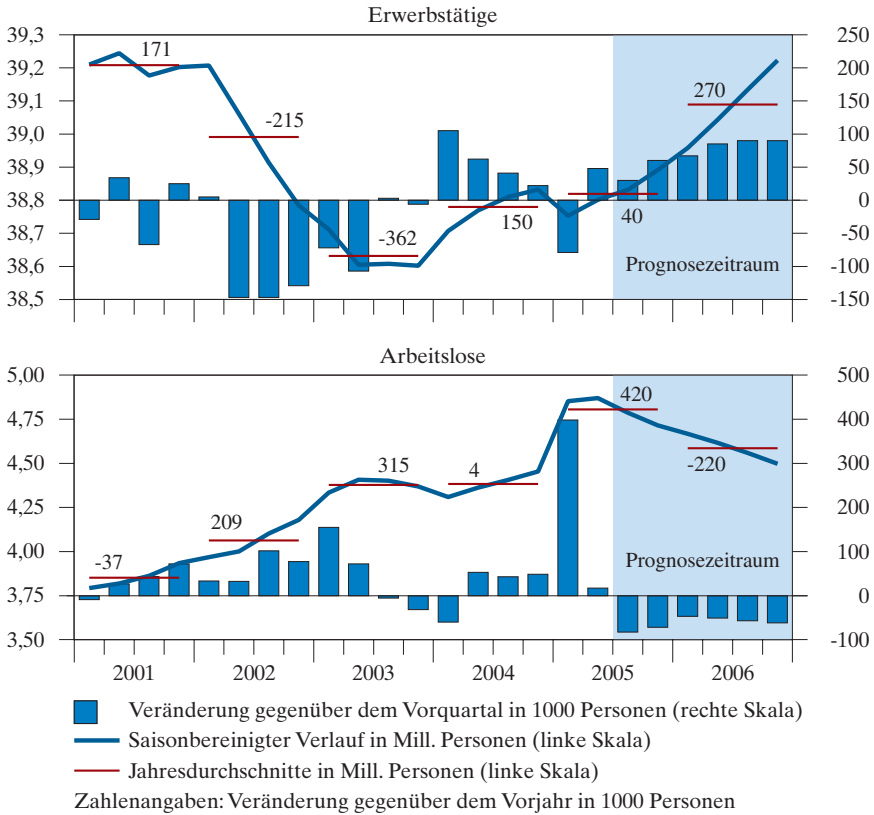 Erwerbstätige
39,3 250
39,2 171 200
39,1 270 150
39,0 -215 100
38,9 50
38,8 0
38,7 150 40 -50
38,6 -362 Prognosezeitraum -100
38,5 -150
Arbeitslose
5,00 500
4,75 420 400
4,50 315 4 -220 300
4,25 209 200
4,00 -37 Prognosezeitraum 100
3,75 0
3,50 -100
2001 2002 2003 2004 2005 2006
Veränderung gegenüber dem Vorquartal in 1000 Personen (rechte Skala)
Saisonbereinigter Verlauf in Mill. Personen (linke Skala)
Jahresdurchschnitte in Mill. Personen (linke Skala)
Zahlenangaben: Veränderung gegenüber dem Vorjahr in 1000 Personen